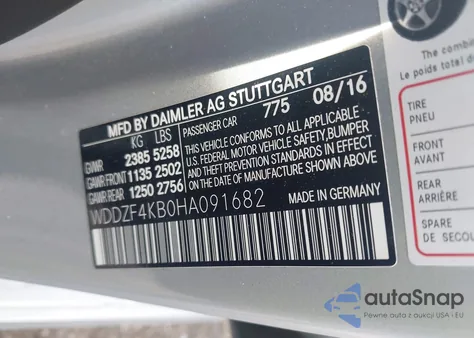 MFD BY DAIMLER AG STUTTGART
KG LBS PASSENGER CAR 775 08/16
GVWR 2385 5258
GAWR FRONT 1135 2502
GAWR REAR 1250 2756
THIS VEHICLE CONFORMS TO ALL APPLICABLE
U.S. FEDERAL MOTOR VEHICLE SAFETY, BUMPER
AND THEFT PREVENTION STANDARDS IN EFFECT
ON THE DATE OF MANUFACTURE SHOWN ABOVE.
MADE IN GERMANY
WDDZF4KB0HA091682
The combin
Le poids total d
TIRE
PNEU
FRONT
AVANT
REAR
ARRIÈRE
SPARE
DE SECOU
autaSnap
Pewne auta z aukcji USA i EU